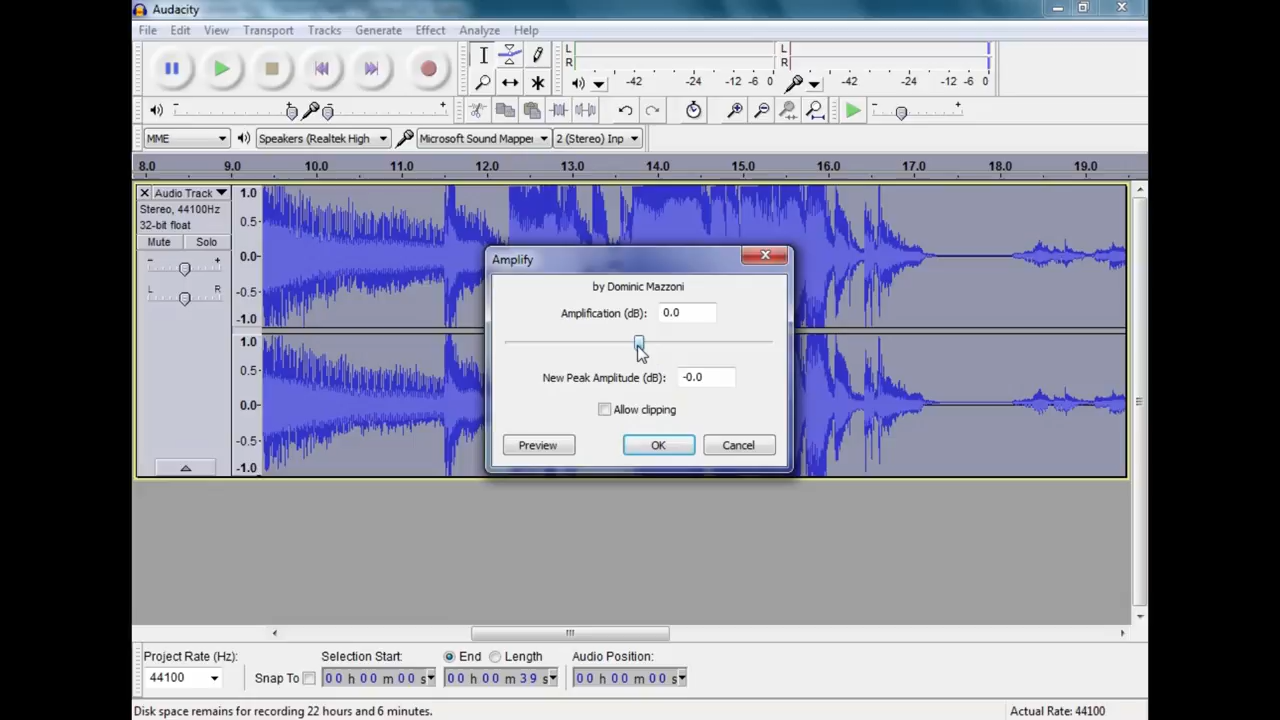 Audacity
File Edit View Transport Tracks Generate Effect Analyze Help
L
R
-42 -24 -12 -6 0
L
R
-42 -24 -12 -6 0
MME
Speakers (Realtek High
Microsoft Sound Mapper
2 (Stereo) Inp
8.0 9.0 10.0 11.0 12.0 13.0 14.0 15.0 16.0 17.0 18.0 19.0
Audio Track
Stereo, 44100Hz
32-bit float
Mute Solo
- +
L R
1.0
0.5-
0.0-
-0.5-
-1.0
1.0
0.5-
0.0-
-0.5-
-1.0
Amplify
by Dominic Mazzoni
Amplification (dB): 0.0
New Peak Amplitude (dB): -0.0
Allow clipping
Preview OK Cancel
Project Rate (Hz):
44100
Snap To
Selection Start: End Length Audio Position:
00 h 00 m 00 s 00 h 00 m 39 s 00 h 00 m 00 s
Disk space remains for recording 22 hours and 6 minutes.
Actual Rate: 44100